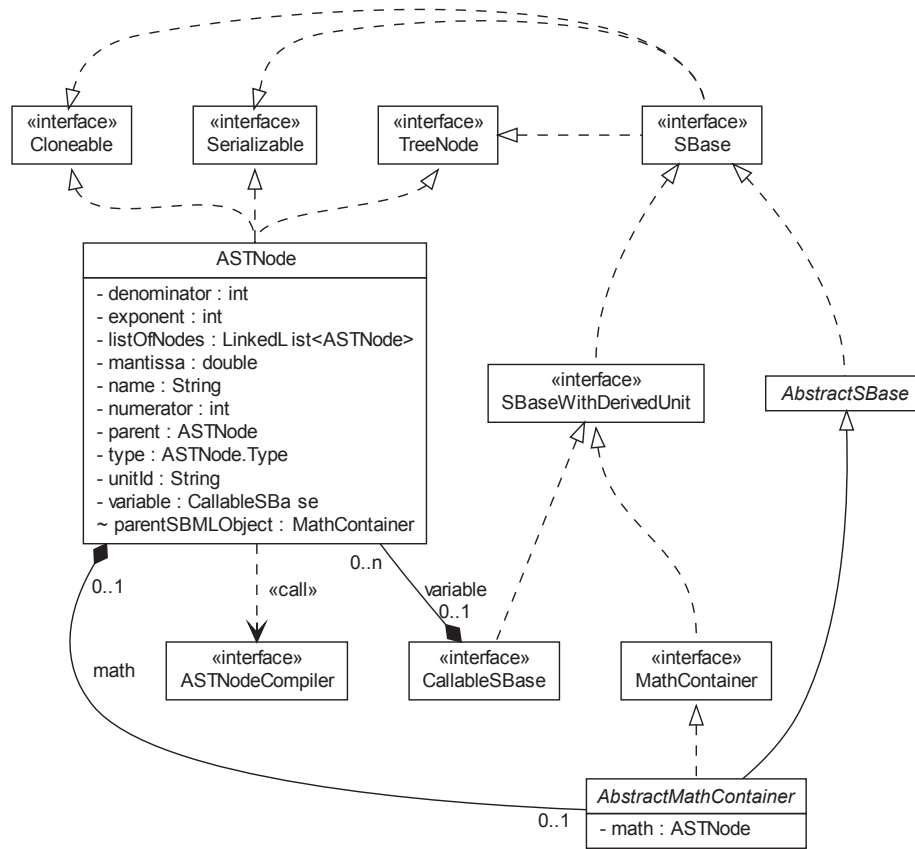 «interface»
Cloneable
«interface»
Serializable
«interface»
TreeNode
«interface»
SBase
ASTNode
- denominator : int
- exponent : int
- listOfNodes : LinkedL ist<ASTNode>
- mantissa : double
- name : String
- numerator : int
- parent : ASTNode
- type : ASTNode.Type
- unitId : String
- variable : CallableSBa se
~ parentSBMLObject : MathContainer
«interface»
SBaseWithDerivedUnit
AbstractSBase
0..1
«call»
0..n
variable
0..1
math
«interface»
ASTNodeCompiler
«interface»
CallableSBase
«interface»
MathContainer
0..1
AbstractMathContainer
- math : ASTNode